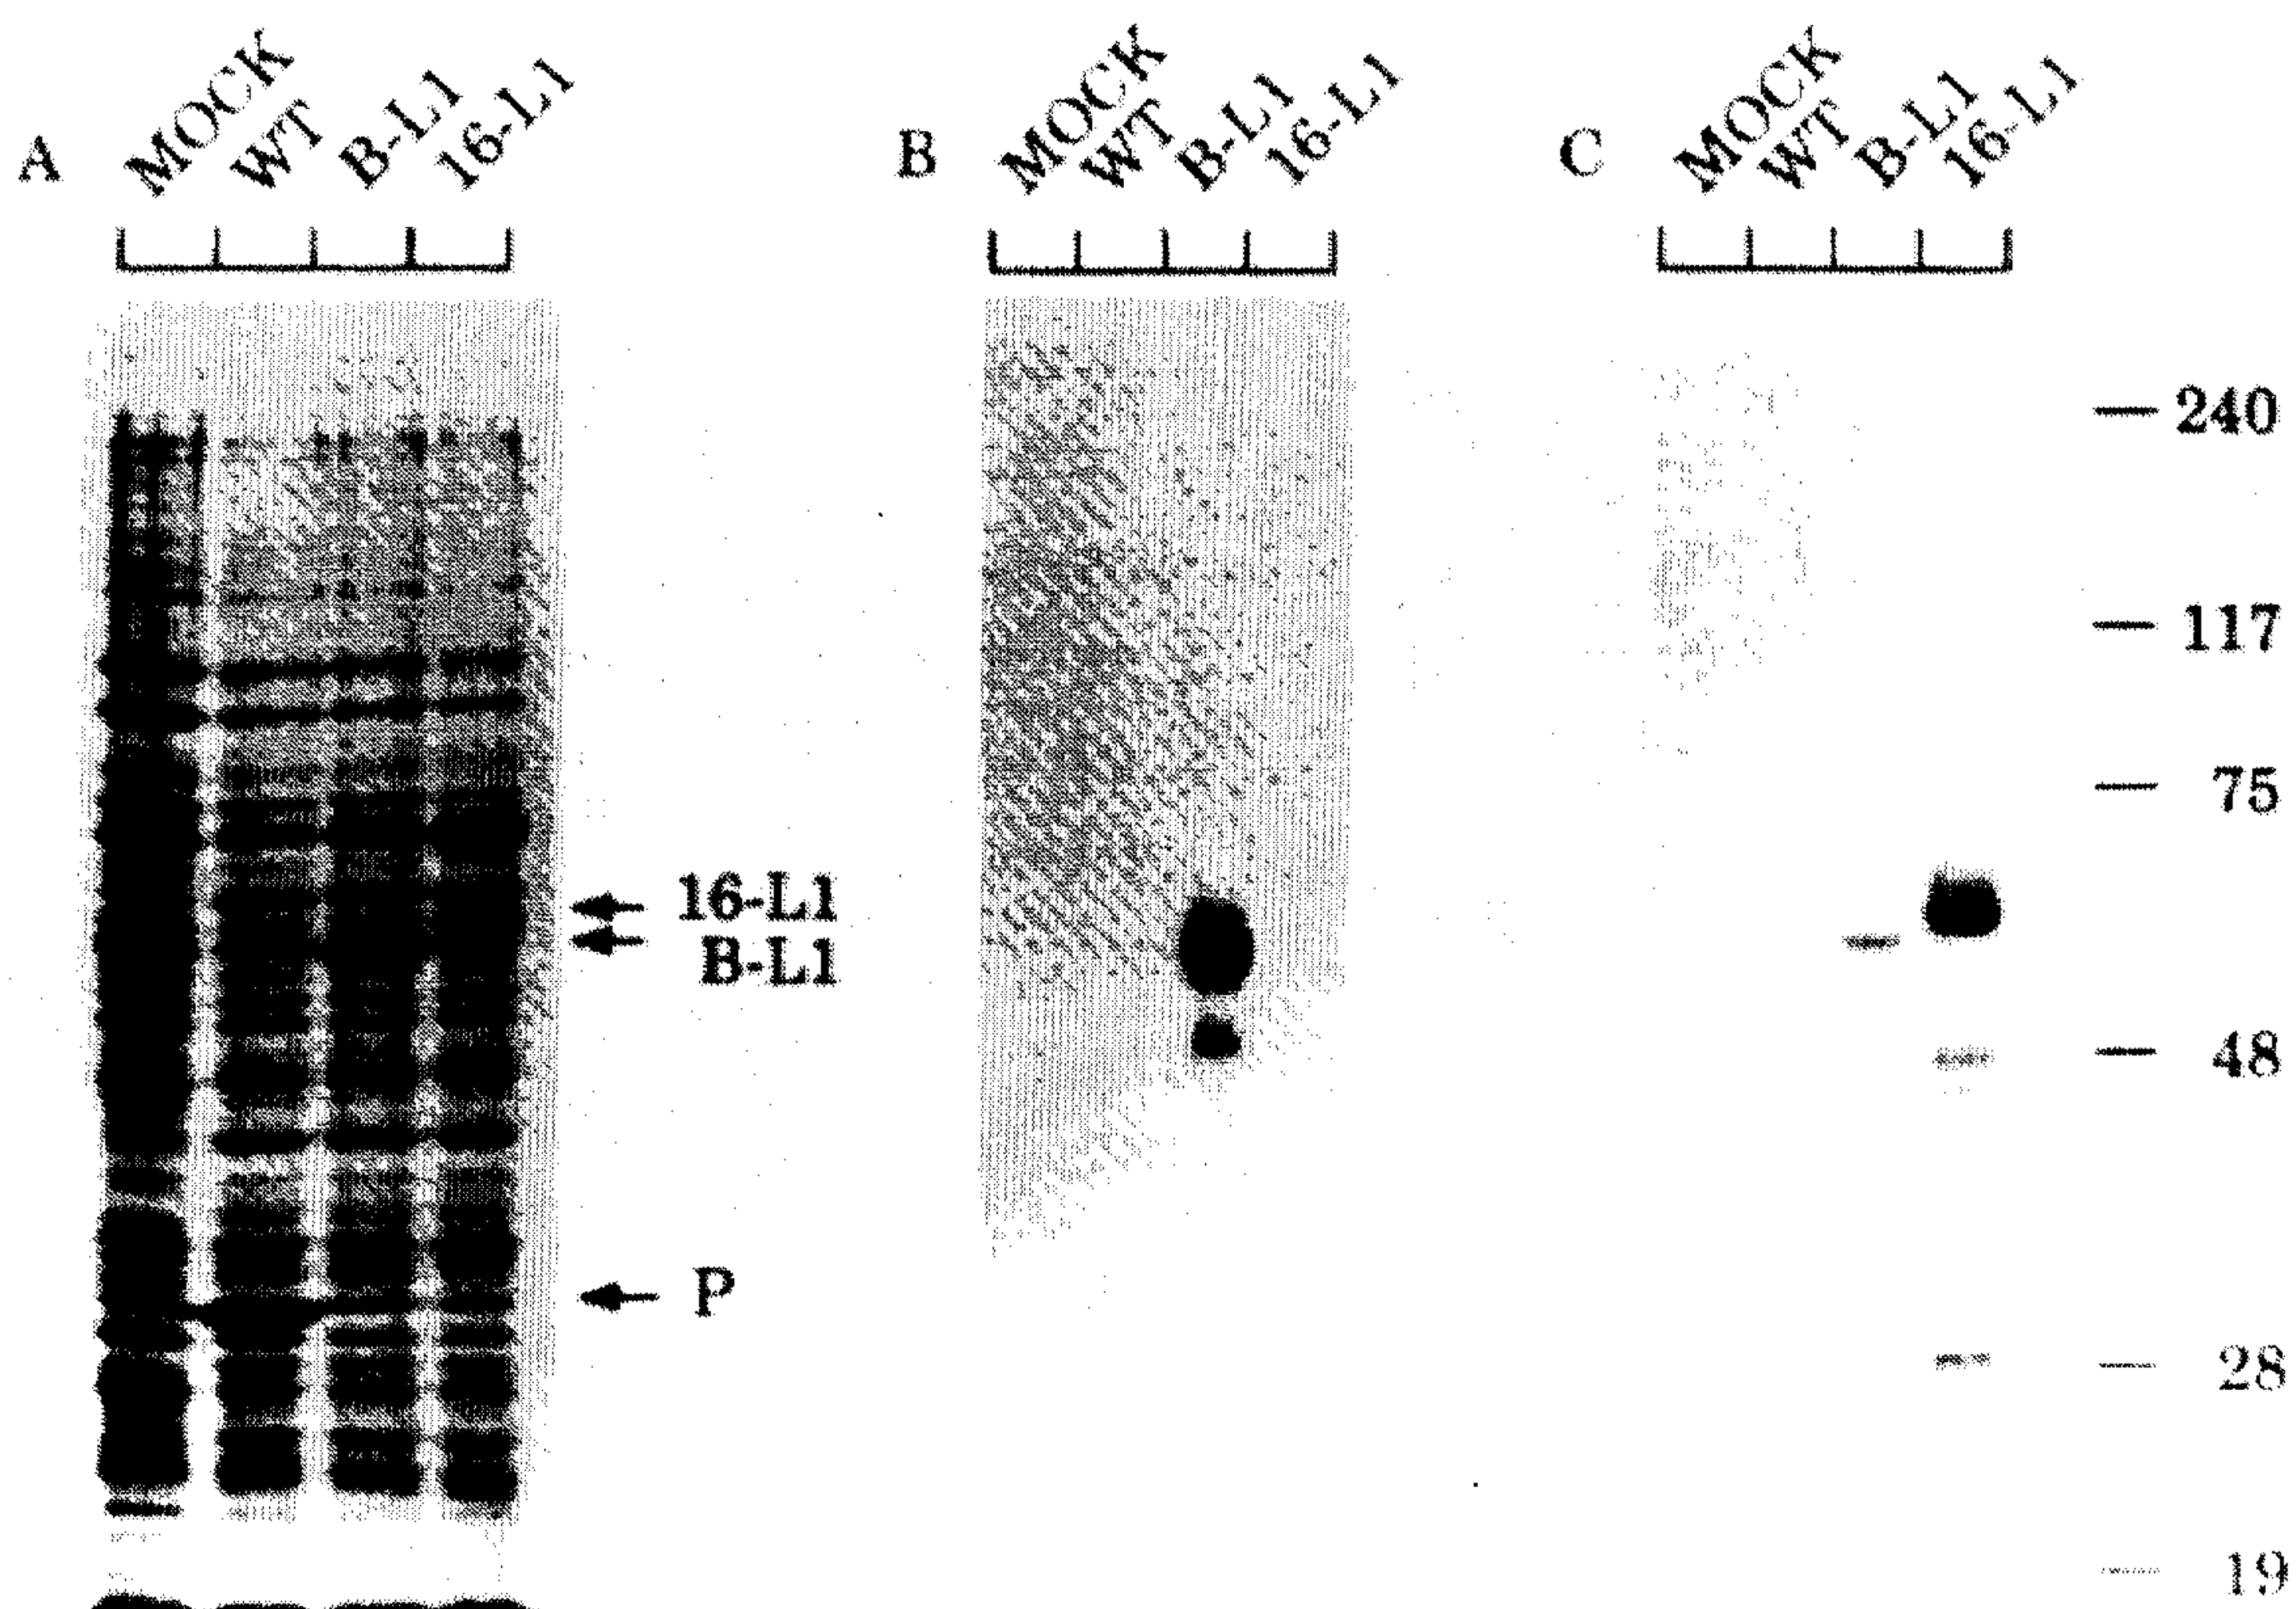 A MOCK WT B-L1 16-L1
B MOCK WT B-L1 16-L1
C MOCK WT B-L1 16-L1
16-L1
B-L1
P
240
117
75
48
28
19